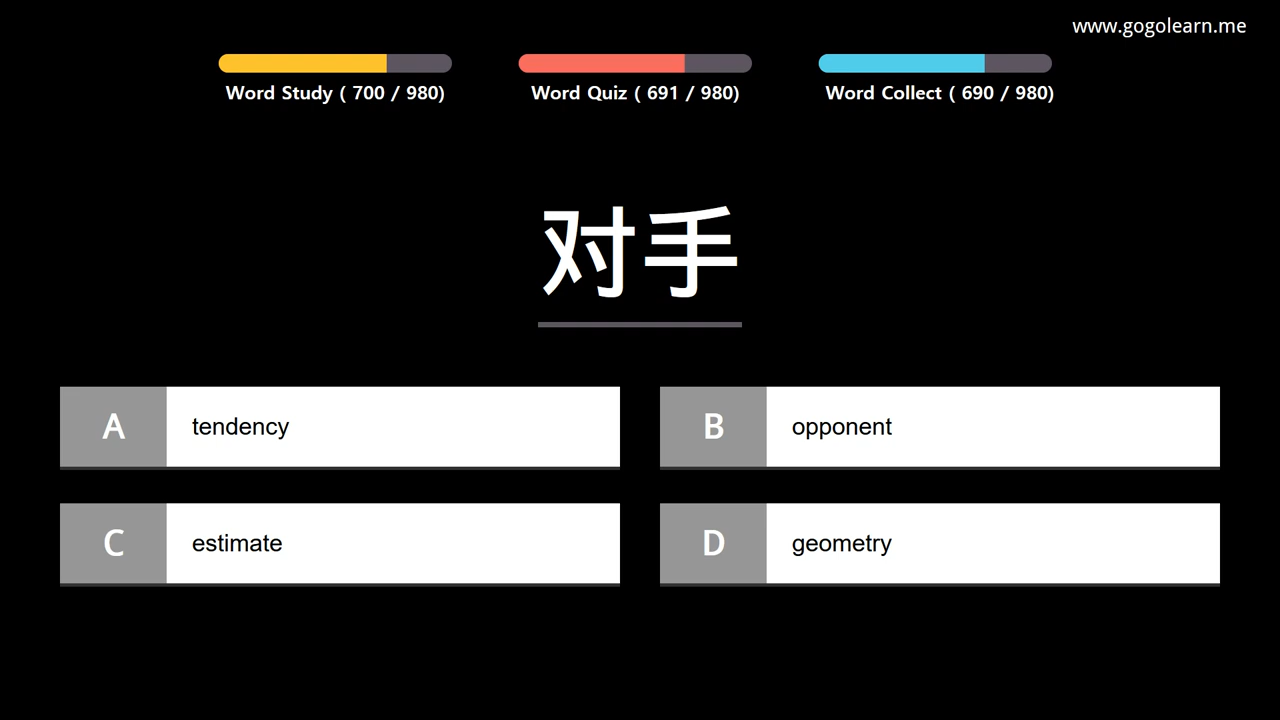 www.gogolearn.me
Word Study ( 700 / 980)
Word Quiz ( 691 / 980)
Word Collect ( 690 / 980)
对手
A tendency
B opponent
C estimate
D geometry